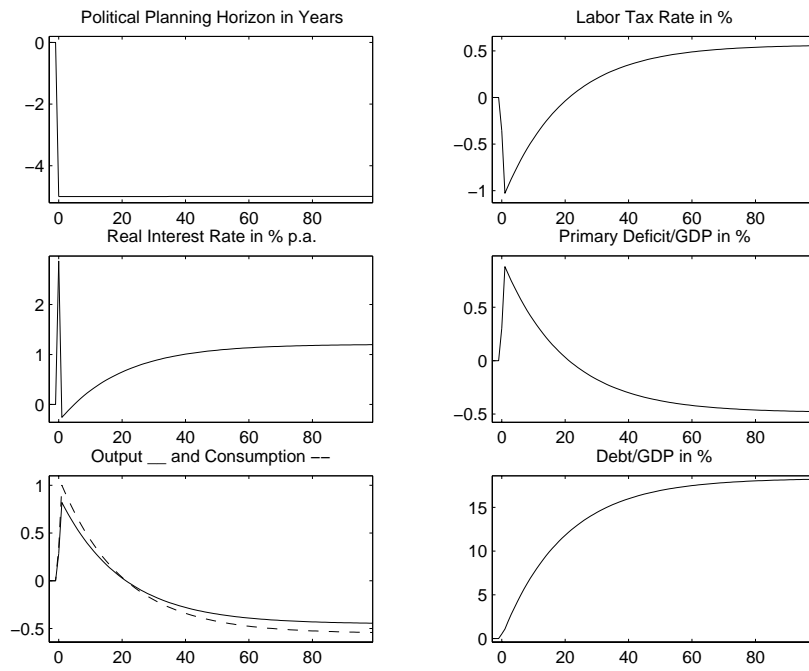 Political Planning Horizon in Years
0
−2
−4
0 20 40 60 80
Labor Tax Rate in %
0.5
0
−0.5
−1
0 20 40 60 80
Real Interest Rate in % p.a.
2
1
0
0 20 40 60 80
Primary Deficit/GDP in %
0.5
0
−0.5
0 20 40 60 80
Output __ and Consumption −−
1
0.5
0
−0.5
0 20 40 60 80
Debt/GDP in %
15
10
5
0
0 20 40 60 80